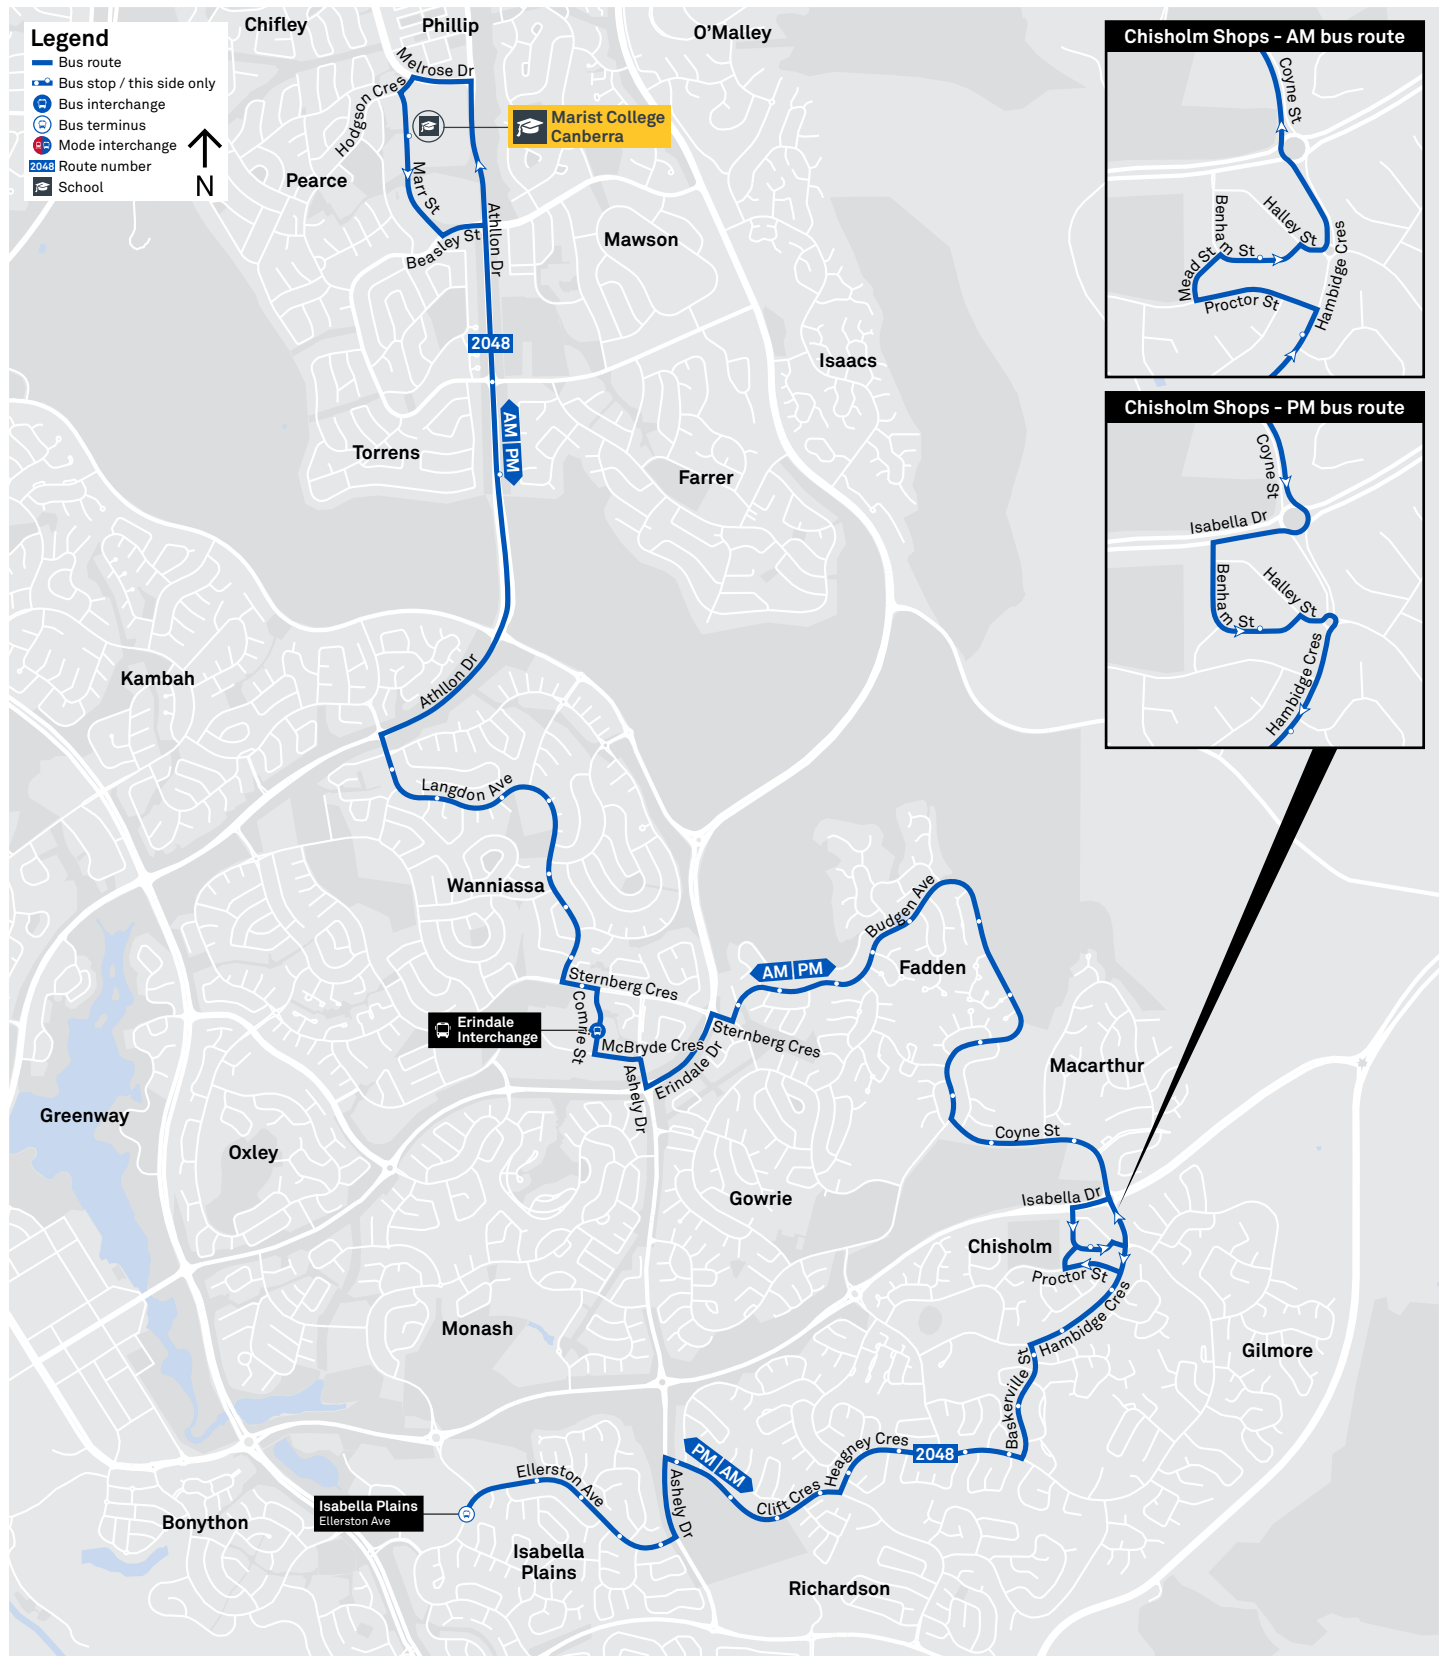 Legend
Bus route
Bus stop / this side only
Bus interchange
Bus terminus
Mode interchange
2048 Route number
School
N
Chifley
Phillip
O'Malley
Melrose Dr
Hodgson Cres
Marist College
Canberra
Pearce
Marr St
Athllon Dr
Beasley St
Mawson
2048
Isaacs
AM PM
Torrens
Farrer
Kambah
Athllon Dr
Langdon Ave
Wanniassa
Budgen Ave
Fadden
AM PM
Sternberg Cres
Comrie St
Erindale
Interchange
McBryde Cres
Sternberg Cres
Erindale Dr
Ashely Dr
Macarthur
Greenway
Oxley
Coyne St
Gowrie
Isabella Dr
Chisholm
Proctor St
Hambidge Cres
Monash
Gilmore
Baskerville St
Heagney Cres
2048
PM AM
Clift Cres
Ellerston Ave
Ashely Dr
Isabella Plains
Ellerston Ave
Bonython
Isabella
Plains
Richardson
Chisholm Shops - AM bus route
Coyne St
Benham St
Halley St
Mead St
Proctor St
Hambidge Cres
Chisholm Shops - PM bus route
Coyne St
Isabella Dr
Benham St
Halley St
Hambidge Cres